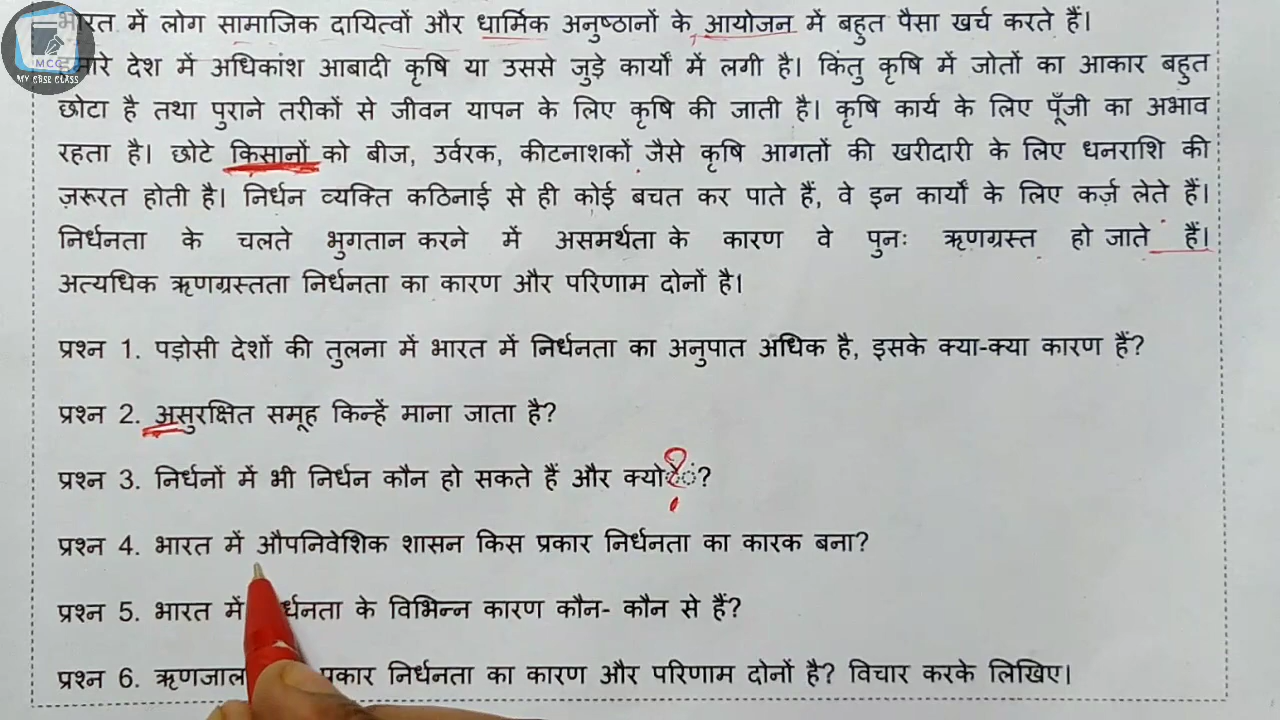 भारत में लोग सामाजिक दायित्वों और धार्मिक अनुष्ठानों के आयोजन में बहुत पैसा खर्च करते हैं।
हमारे देश में अधिकांश आबादी कृषि या उससे जुड़े कार्यों में लगी है। किंतु कृषि में जोतों का आकार बहुत
छोटा है तथा पुराने तरीकों से जीवन यापन के लिए कृषि की जाती है। कृषि कार्य के लिए पूँजी का अभाव
रहता है। छोटे किसानों को बीज, उर्वरक, कीटनाशकों जैसे कृषि आगतों की खरीदारी के लिए धनराशि की
ज़रूरत होती है। निर्धन व्यक्ति कठिनाई से ही कोई बचत कर पाते हैं, वे इन कार्यों के लिए कर्ज़ लेते हैं।
निर्धनता के चलते भुगतान करने में असमर्थता के कारण वे पुनः ऋणग्रस्त हो जाते हैं।
अत्यधिक ऋणग्रस्तता निर्धनता का कारण और परिणाम दोनों है।
प्रश्न 1. पड़ोसी देशों की तुलना में भारत में निर्धनता का अनुपात अधिक है, इसके क्या-क्या कारण हैं?
प्रश्न 2. असुरक्षित समूह किन्हें माना जाता है?
प्रश्न 3. निर्धनों में भी निर्धन कौन हो सकते हैं और क्यों?
प्रश्न 4. भारत में औपनिवेशिक शासन किस प्रकार निर्धनता का कारक बना?
प्रश्न 5. भारत में के विभिन्न कारण कौन- कौन से हैं?
प्रश्न 6. ऋणजाल प्रकार निर्धनता का कारण और परिणाम दोनों है? विचार करके लिखिए।
MCC
MY CBSE CLASS